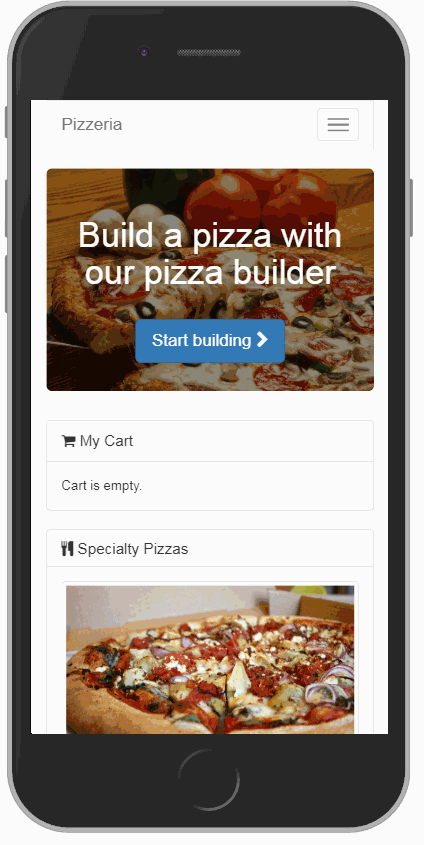 Pizzeria
Build a pizza with
our pizza builder
Start building
My Cart
Cart is empty.
Specialty Pizzas